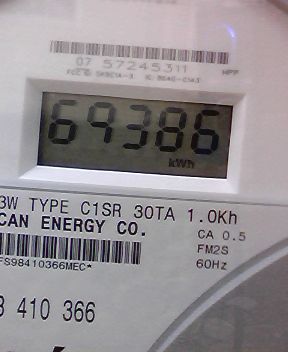 07 57245311
69386
kWh
3W TYPE C1SR 30TA 1.0Kh
CAN ENERGY CO.
CA 0.5
FM2S
60Hz
FS98410366MEC*
3 410 366